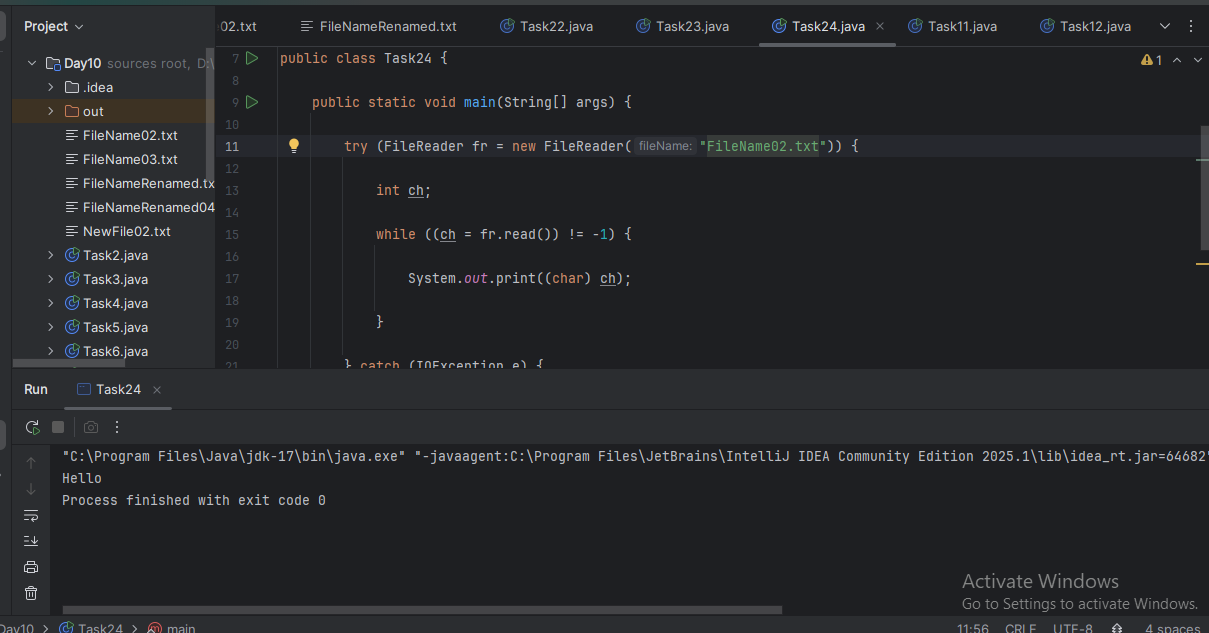 Project
02.txt
FileNameRenamed.txt
Task22.java
Task23.java
Task24.java
Task11.java
Task12.java
Day10 sources root, D:\
.idea
out
FileName02.txt
FileName03.txt
FileNameRenamed.tx
FileNameRenamed04
NewFile02.txt
Task2.java
Task3.java
Task4.java
Task5.java
Task6.java
1
7 public class Task24 {
8
9 public static void main(String[] args) {
10
11 try (FileReader fr = new FileReader( fileName: "FileName02.txt")) {
12
13 int ch;
14
15 while ((ch = fr.read()) != -1) {
16
17 System.out.print((char) ch);
18
19 }
20
21 } catch (IOException e) {
Run
Task24
"C:\Program Files\Java\jdk-17\bin\java.exe" "-javaagent:C:\Program Files\JetBrains\IntelliJ IDEA Community Edition 2025.1\lib\idea_rt.jar=64682"
Hello
Process finished with exit code 0
Activate Windows
Go to Settings to activate Windows.
Day10 > Task24 > main
11:56 CRLF UTF-8 4 spaces